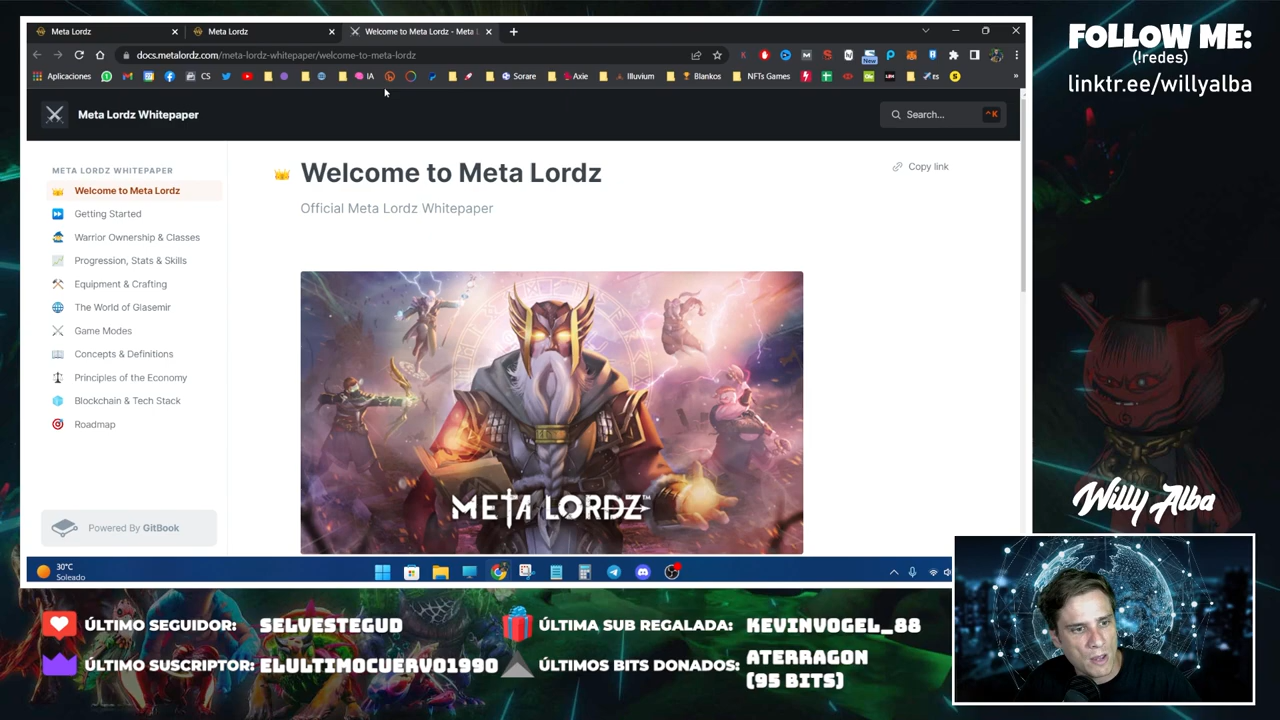 Meta Lordz
Meta Lordz
Welcome to Meta Lordz - Meta L
docs.metalordz.com/meta-lordz-whitepaper/welcome-to-meta-lordz
Aplicaciones
CS
IA
Sorare
Axie
Illuvium
Blankos
NFTs Games
New
Meta Lordz Whitepaper
Search...
^K
META LORDZ WHITEPAPER
Welcome to Meta Lordz
Getting Started
Warrior Ownership & Classes
Progression, Stats & Skills
Equipment & Crafting
The World of Glasemir
Game Modes
Concepts & Definitions
Principles of the Economy
Blockchain & Tech Stack
Roadmap
Powered By GitBook
Welcome to Meta Lordz
Copy link
Official Meta Lordz Whitepaper
META LORDZ™
30°C
Soleado
FOLLOW ME:
(!redes)
linktr.ee/willyalba
Willy Alba
ÚLTIMO SEGUIDOR: SELVESTEGUD
ÚLTIMA SUB REGALADA: KEVINVOGEL_88
ÚLTIMO SUSCRIPTOR: ELULTIMOCUERVO1990
ÚLTIMOS BITS DONADOS: ATERRAGON
(95 BITS)